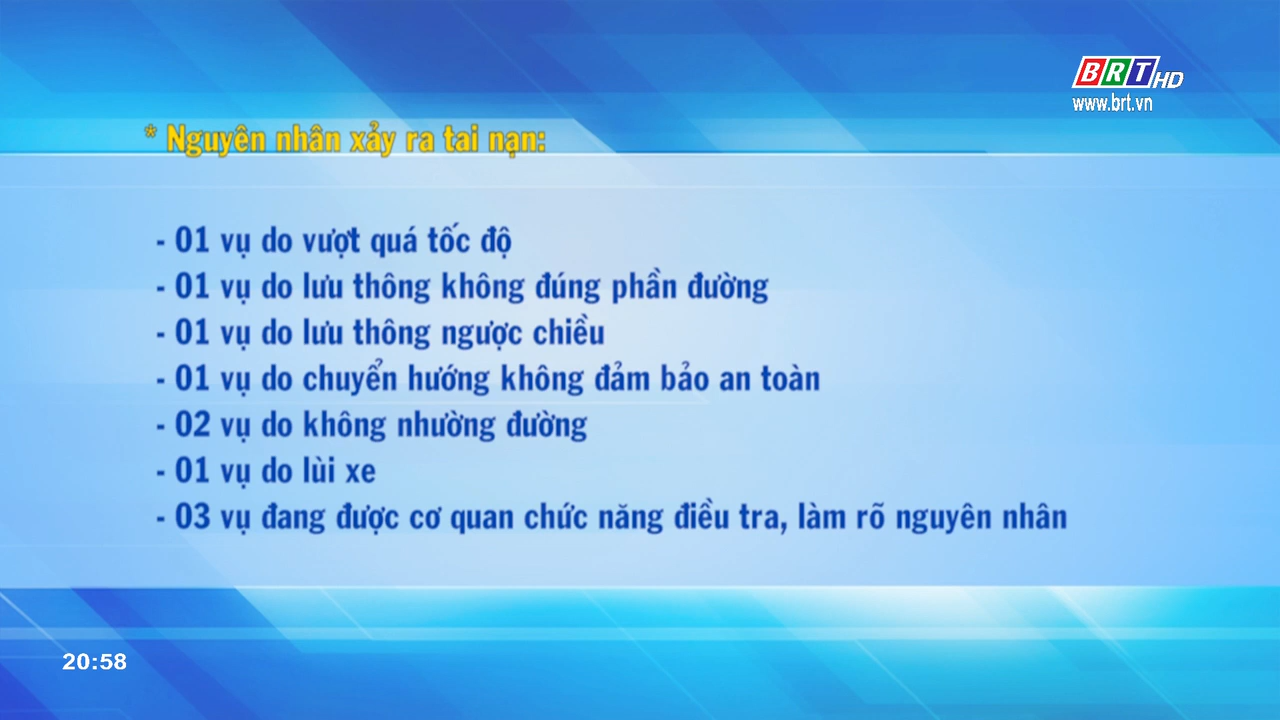 BRT HD
www.brt.vn
* Nguyên nhân xảy ra tai nạn:
- 01 vụ do vượt quá tốc độ
- 01 vụ do lưu thông không đúng phần đường
- 01 vụ do lưu thông ngược chiều
- 01 vụ do chuyển hướng không đảm bảo an toàn
- 02 vụ do không nhường đường
- 01 vụ do lùi xe
- 03 vụ đang được cơ quan chức năng điều tra, làm rõ nguyên nhân
20:58